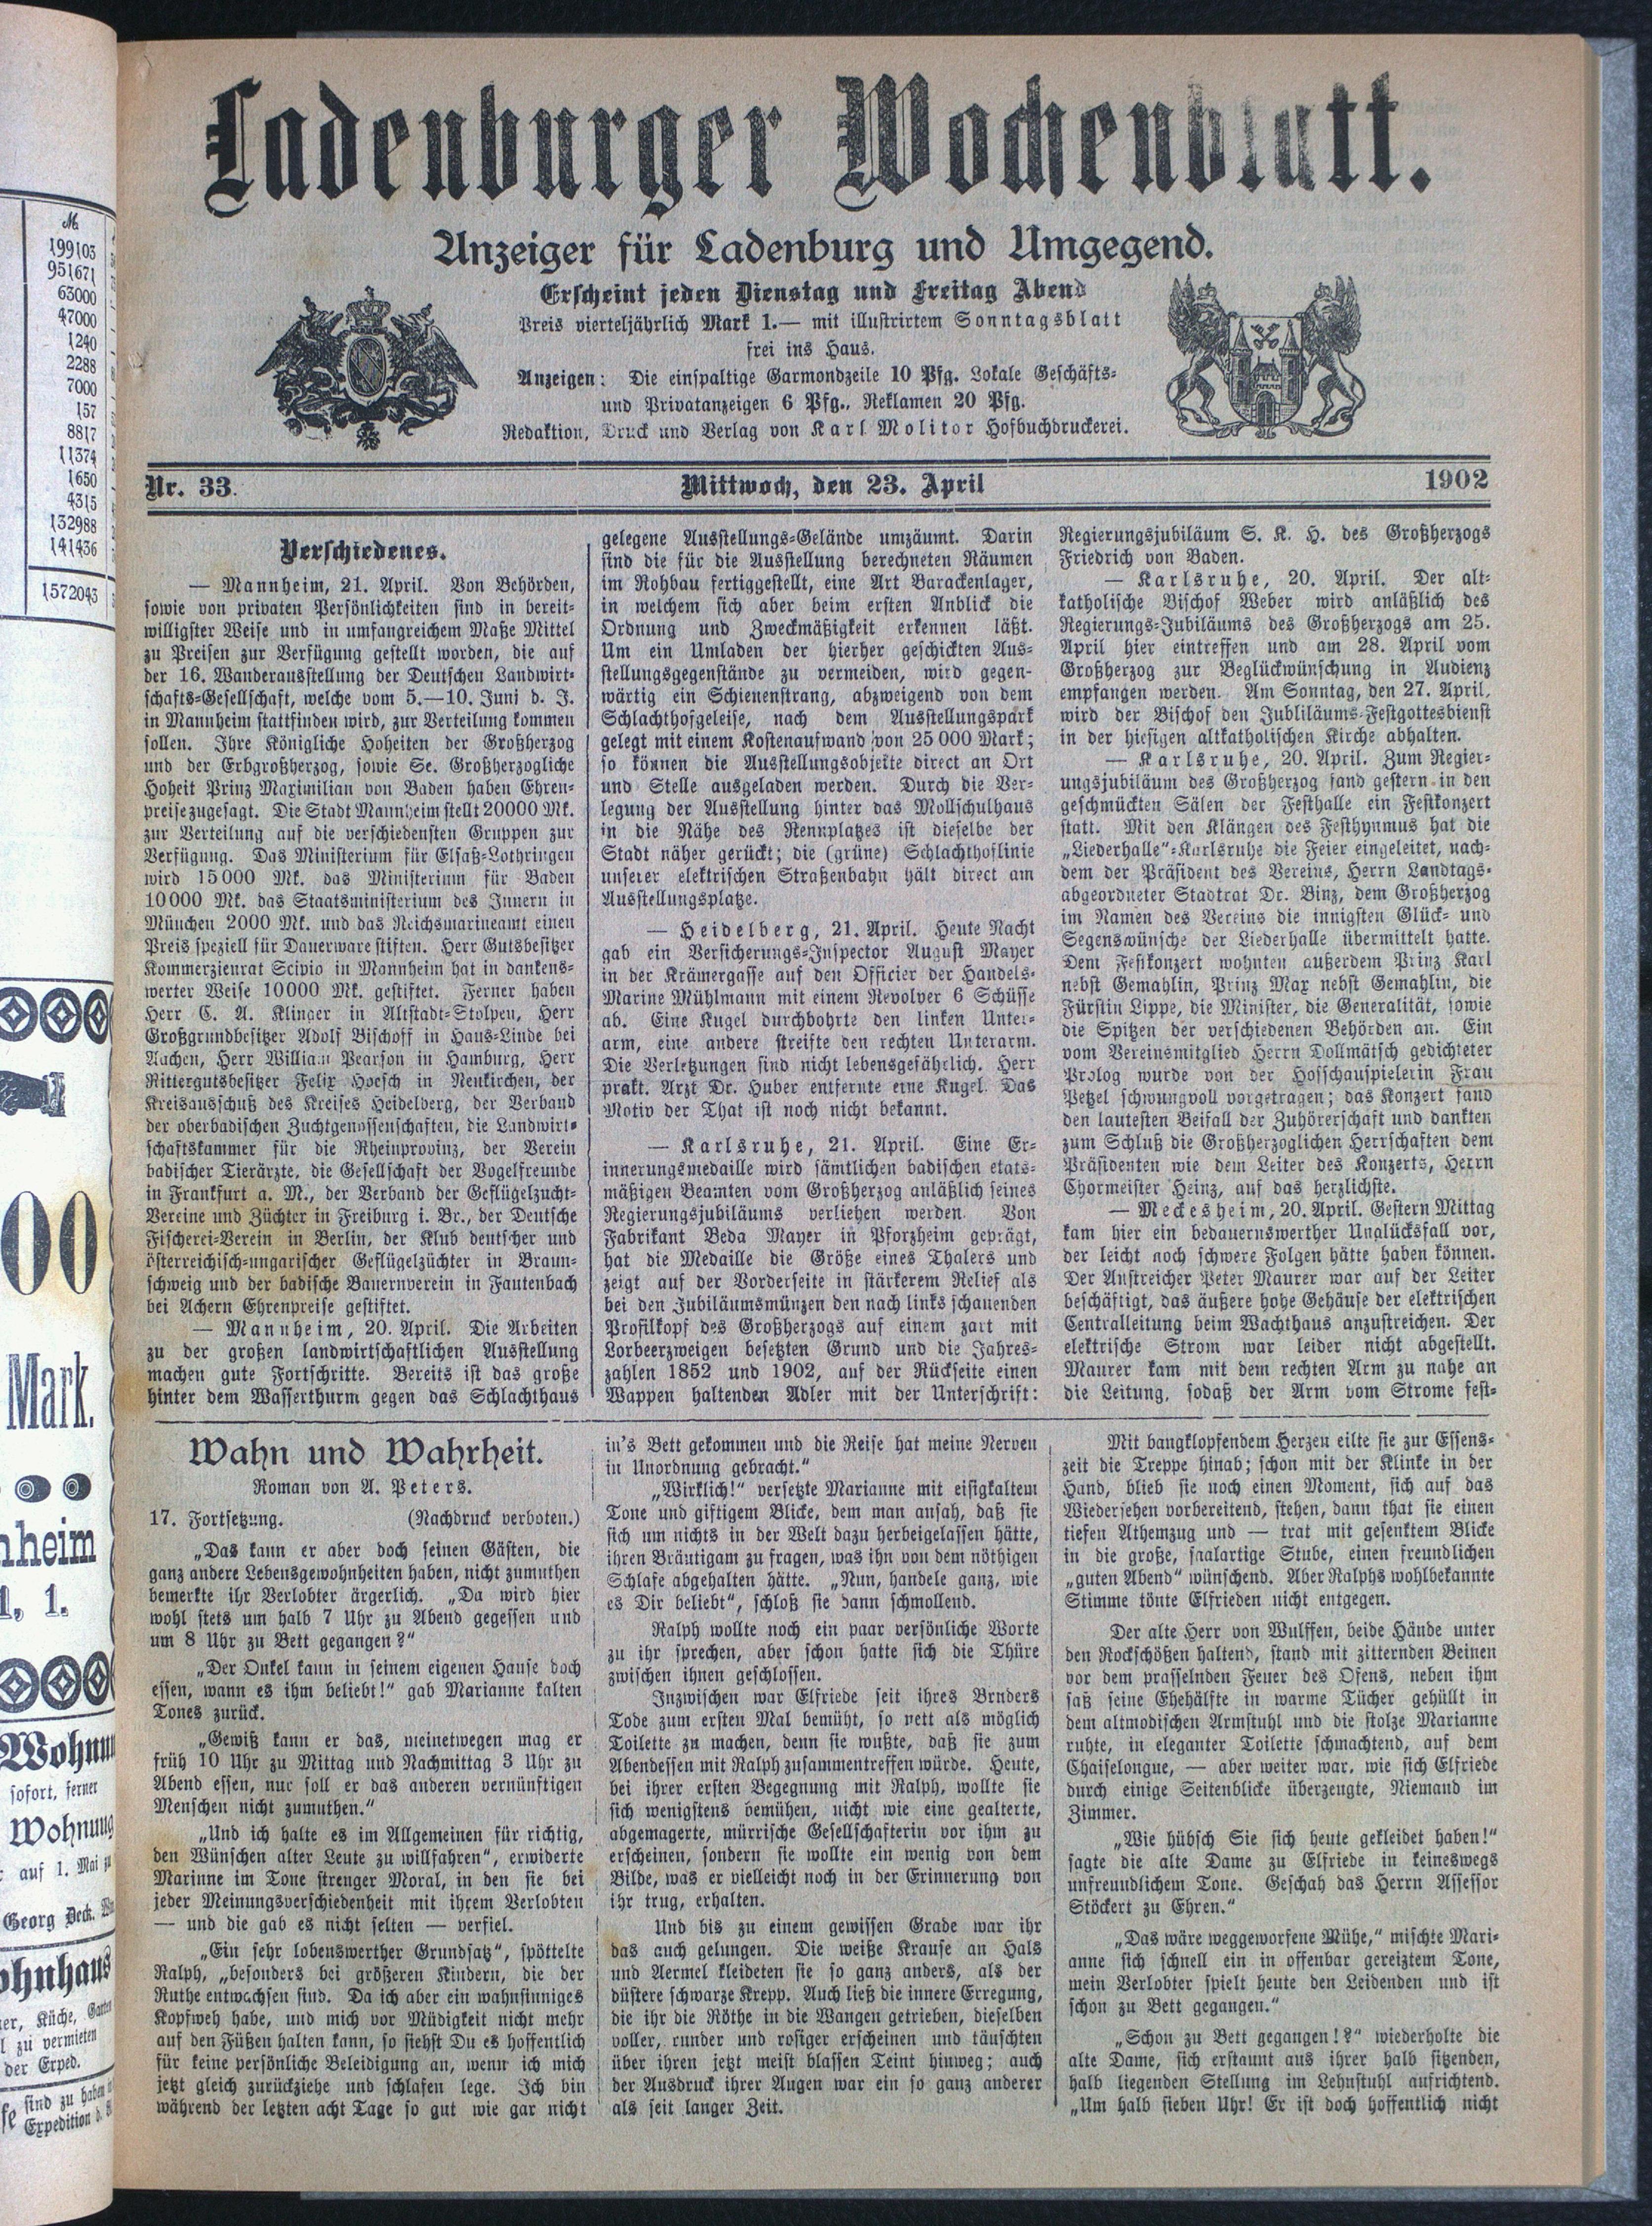 Ladenburger Wochenblatt.
Anzeiger für Ladenburg und Umgegend.
Erscheint jeden Dienstag und Freitag Abend
Preis vierteljährlich Mark 1.— mit illustrirtem Sonntagsblatt
frei ins Haus.
Anzeigen: Die einspaltige Garmondzeile 10 Pfg. Lokale Geschäfts-
und Privatanzeigen 6 Pfg., Reklamen 20 Pfg.
Redaktion, Druck und Verlag von Karl Molitor Hofbuchdruckerei.
Nr. 33. Mittwoch, den 23. April 1902
Verschiedenes.
— Mannheim, 21. April. Von Behörden,
sowie von privaten Persönlichkeiten sind in bereit-
willigster Weise und in umfangreichem Maße Mittel
zu Preisen zur Verfügung gestellt worden, die auf
der 16. Wanderausstellung der Deutschen Landwirt-
schafts-Gesellschaft, welche vom 5.—10. Juni d. J.
in Mannheim stattfinden wird, zur Verteilung kommen
sollen. Ihre Königliche Hoheiten der Großherzog
und der Erbgroßherzog, sowie Se. Großherzogliche
Hoheit Prinz Maximilian von Baden haben Ehren-
preise zugesagt. Die Stadt Mannheim stellt 20000 Mk.
zur Verteilung auf die verschiedensten Gruppen zur
Verfügung. Das Ministerium für Elsaß-Lothringen
wird 15000 Mk. das Ministerium für Baden
10000 Mk. das Staatsministerium des Innern in
München 2000 Mk. und das Reichsmarineamt einen
Preis speziell für Dauerware stiften. Herr Gutsbesitzer
Kommerzienrat Scipio in Mannheim hat in dankens-
werter Weise 10000 Mk. gestiftet. Ferner haben
Herr C. A. Klinger in Altstadt-Stolpen, Herr
Großgrundbesitzer Adolf Bischoff in Haus-Linde bei
Aachen, Herr William Pearson in Hamburg, Herr
Rittergutsbesitzer Felix Hoesch in Neukirchen, der
Kreisausschuß des Kreises Heidelberg, der Verband
der oberbadischen Zuchtgenossenschaften, die Landwirt-
schaftskammer für die Rheinprovinz, der Verein
badischer Tierärzte, die Gesellschaft der Vogelfreunde
in Frankfurt a. M., der Verband der Geflügelzucht-
Vereine und Züchter in Freiburg i. Br., der Deutsche
Fischerei-Verein in Berlin, der Klub deutscher und
österreichisch-ungarischer Geflügelzüchter in Braun-
schweig und der badische Bauernverein in Fautenbach
bei Achern Ehrenpreise gestiftet.
— Mannheim, 20. April. Die Arbeiten
zu der großen landwirtschaftlichen Ausstellung
machen gute Fortschritte. Bereits ist das große
hinter dem Wasserthurm gegen das Schlachthaus
gelegene Ausstellungs-Gelände umzäumt. Darin
sind die für die Ausstellung berechneten Räumen
im Rohbau fertiggestellt, eine Art Barackenlager,
in welchem sich aber beim ersten Anblick die
Ordnung und Zweckmäßigkeit erkennen läßt.
Um ein Umladen der hierher geschickten Aus-
stellungsgegenstände zu vermeiden, wird gegen-
wärtig ein Schienenstrang, abzweigend von dem
Schlachthofgeleise, nach dem Ausstellungspark
gelegt mit einem Kostenaufwand von 25 000 Mark;
so können die Ausstellungsobjekte direct an Ort
und Stelle ausgeladen werden. Durch die Ver-
legung der Ausstellung hinter das Mollschulhaus
in die Nähe des Rennplatzes ist dieselbe der
Stadt näher gerückt; die (grüne) Schlachthoflinie
unserer elektrischen Straßenbahn hält direct am
Ausstellungsplatze.
— Heidelberg, 21. April. Heute Nacht
gab ein Versicherungs-Inspector August Mayer
in der Krämergasse auf den Officier der Handels-
Marine Mühlmann mit einem Revolver 6 Schüsse
ab. Eine Kugel durchbohrte den linken Unter-
arm, eine andere streifte den rechten Unterarm.
Die Verletzungen sind nicht lebensgefährlich. Herr
prakt. Arzt Dr. Huber entfernte eine Kugel. Das
Motiv der That ist noch nicht bekannt.
— Karlsruhe, 21. April. Eine Er-
innerungsmedaille wird sämtlichen badischen etats-
mäßigen Beamten vom Großherzog anläßlich seines
Regierungsjubiläums verliehen werden. Von
Fabrikant Beda Mayer in Pforzheim geprägt,
hat die Medaille die Größe eines Thalers und
zeigt auf der Vorderseite in stärkerem Relief als
bei den Jubiläumsmünzen den nach links schauenden
Profilkopf des Großherzogs auf einem zart mit
Lorbeerzweigen besetzten Grund und die Jahres-
zahlen 1852 und 1902, auf der Rückseite einen
Wappen haltenden Adler mit der Unterschrift:
Regierungsjubiläum S. K. H. des Großherzogs
Friedrich von Baden.
— Karlsruhe, 20. April. Der alt-
katholische Bischof Weber wird anläßlich des
Regierungs-Jubiläums des Großherzogs am 25.
April hier eintreffen und am 28. April vom
Großherzog zur Beglückwünschung in Audienz
empfangen werden. Am Sonntag, den 27. April,
wird der Bischof den Jubliläums-Festgottesdienst
in der hiesigen altkatholischen Kirche abhalten.
— Karlsruhe, 20. April. Zum Regier-
ungsjubiläum des Großherzog fand gestern in den
geschmückten Sälen der Festhalle ein Festkonzert
statt. Mit den Klängen des Festhymnus hat die
„Liederhalle“-Karlsruhe die Feier eingeleitet, nach-
dem der Präsident des Vereins, Herrn Landtags-
abgeordneter Stadtrat Dr. Binz, dem Großherzog
im Namen des Vereins die innigsten Glück- und
Segenswünsche der Liederhalle übermittelt hatte.
Dem Festkonzert wohnten außerdem Prinz Karl
nebst Gemahlin, Prinz Max nebst Gemahlin, die
Fürstin Lippe, die Minister, die Generalität, sowie
die Spitzen der verschiedenen Behörden an. Ein
vom Vereinsmitglied Herrn Dollmätsch gedichteter
Prolog wurde von der Hofschauspielerin Frau
Petzel schwungvoll vorgetragen; das Konzert fand
den lautesten Beifall der Zuhörerschaft und dankten
zum Schluß die Großherzoglichen Herrschaften dem
Präsidenten wie dem Leiter des Konzerts, Herrn
Chormeister Heinz, auf das herzlichste.
— Meckesheim, 20. April. Gestern Mittag
kam hier ein bedauernswerther Unglücksfall vor,
der leicht noch schwere Folgen hätte haben können.
Der Anstreicher Peter Maurer war auf der Leiter
beschäftigt, das äußere hohe Gehäuse der elektrischen
Centralleitung beim Wachthaus anzustreichen. Der
elektrische Strom war leider nicht abgestellt.
Maurer kam mit dem rechten Arm zu nahe an
die Leitung, sodaß der Arm vom Strome fest-
Wahn und Wahrheit.
Roman von A. Peters.
17. Fortsetzung. (Nachdruck verboten.)
„Das kann er aber doch seinen Gästen, die
ganz andere Lebensgewohnheiten haben, nicht zumuthen
bemerkte ihr Verlobter ärgerlich. „Da wird hier
wohl stets um halb 7 Uhr zu Abend gegessen und
um 8 Uhr zu Bett gegangen?“
„Der Onkel kann in seinem eigenen Hause doch
essen, wann es ihm beliebt!“ gab Marianne kalten
Tones zurück.
„Gewiß kann er das, meinetwegen mag er
früh 10 Uhr zu Mittag und Nachmittag 3 Uhr zu
Abend essen, nur soll er das anderen vernünftigen
Menschen nicht zumuthen.“
„Und ich halte es im Allgemeinen für richtig,
den Wünschen alter Leute zu willfahren“, erwiderte
Marinne im Tone strenger Moral, in den sie bei
jeder Meinungsverschiedenheit mit ihrem Verlobten
— und die gab es nicht selten — verfiel.
„Ein sehr lobenswerther Grundsatz“, spöttelte
Ralph, „besonders bei größeren Kindern, die der
Ruthe entwachsen sind. Da ich aber ein wahnsinniges
Kopfweh habe, und mich vor Müdigkeit nicht mehr
auf den Füßen halten kann, so siehst Du es hoffentlich
für keine persönliche Beleidigung an, wenn ich mich
jetzt gleich zurückziehe und schlafen lege. Ich bin
während der letzten acht Tage so gut wie gar nicht
in's Bett gekommen und die Reise hat meine Nerven
in Unordnung gebracht.“
„Wirklich!“ versetzte Marianne mit eisigkaltem
Tone und giftigem Blicke, dem man ansah, daß sie
sich um nichts in der Welt dazu herbeigelassen hätte,
ihren Bräutigam zu fragen, was ihn von dem nöthigen
Schlafe abgehalten hätte. „Nun, handele ganz, wie
es Dir beliebt“, schloß sie dann schmollend.
Ralph wollte noch ein paar persönliche Worte
zu ihr sprechen, aber schon hatte sich die Thüre
zwischen ihnen geschlossen.
Inzwischen war Elfriede seit ihres Bruders
Tode zum ersten Mal bemüht, so nett als möglich
Toilette zu machen, denn sie wußte, daß sie zum
Abendessen mit Ralph zusammentreffen würde. Heute,
bei ihrer ersten Begegnung mit Ralph, wollte sie
sich wenigstens bemühen, nicht wie eine gealterte,
abgemagerte, mürrische Gesellschafterin vor ihm zu
erscheinen, sondern sie wollte ein wenig von dem
Bilde, was er vielleicht noch in der Erinnerung von
ihr trug, erhalten.
Und bis zu einem gewissen Grade war ihr
das auch gelungen. Die weiße Krause an Hals
und Aermel kleideten sie so ganz anders, als der
düstere schwarze Krepp. Auch ließ die innere Erregung,
die ihr die Röthe in die Wangen getrieben, dieselben
voller, runder und rosiger erscheinen und täuschten
über ihren jetzt meist blassen Teint hinweg; auch
der Ausdruck ihrer Augen war ein so ganz anderer
als seit langer Zeit.
Mit bangklopfendem Herzen eilte sie zur Essens-
zeit die Treppe hinab; schon mit der Klinke in der
Hand, blieb sie noch einen Moment, sich auf das
Wiedersehen vorbereitend, stehen, dann that sie einen
tiefen Athemzug und — trat mit gesenktem Blicke
in die große, saalartige Stube, einen freundlichen
„guten Abend“ wünschend. Aber Ralphs wohlbekannte
Stimme tönte Elfrieden nicht entgegen.
Der alte Herr von Wulffen, beide Hände unter
den Rockschößen haltend, stand mit zitternden Beinen
vor dem prasselnden Feuer des Ofens, neben ihm
saß seine Ehehälfte in warme Tücher gehüllt in
dem altmodischen Armstuhl und die stolze Marianne
ruhte, in eleganter Toilette schmachtend, auf dem
Chaiselongue, — aber weiter war, wie sich Elfriede
durch einige Seitenblicke überzeugte, Niemand im
Zimmer.
„Wie hübsch Sie sich heute gekleidet haben!“
sagte die alte Dame zu Elfriede in keineswegs
unfreundlichem Tone. Geschah das Herrn Assessor
Stöckert zu Ehren.“
„Das wäre weggeworfene Mühe,“ mischte Mari-
anne sich schnell ein in offenbar gereiztem Tone,
mein Verlobter spielt heute den Leidenden und ist
schon zu Bett gegangen.“
„Schon zu Bett gegangen!?“ wiederholte die
alte Dame, sich erstaunt aus ihrer halb sitzenden,
halb liegenden Stellung im Lehnstuhl aufrichtend.
„Um halb sieben Uhr! Er ist doch hoffentlich nicht
M.
199103
951671
63000
47000
1240
2288
7000
157
8817
11374
1650
4315
132988
141436
1572043
00
Mark.
nheim
1, 1.
sofort, ferner
Wohnung
auf 1. Mai zu
Georg Deck.
ohnhaus
er, Küche, Garten
l zu vermieten
der Exped.
sind zu haben
Expedition d.